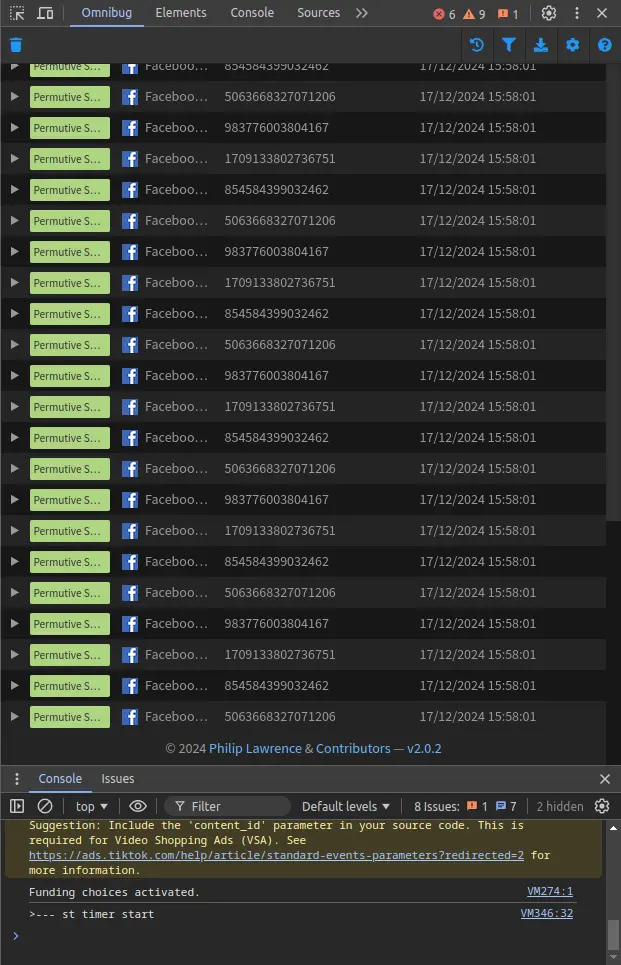 Omnibug Elements Console Sources 6 9 1
Permutive S... Faceboo... 854584399032462 17/12/2024 15:58:01
Permutive S... Faceboo... 5063668327071206 17/12/2024 15:58:01
Permutive S... Faceboo... 983776003804167 17/12/2024 15:58:01
Permutive S... Faceboo... 1709133802736751 17/12/2024 15:58:01
Permutive S... Faceboo... 854584399032462 17/12/2024 15:58:01
Permutive S... Faceboo... 5063668327071206 17/12/2024 15:58:01
Permutive S... Faceboo... 983776003804167 17/12/2024 15:58:01
Permutive S... Faceboo... 1709133802736751 17/12/2024 15:58:01
Permutive S... Faceboo... 854584399032462 17/12/2024 15:58:01
Permutive S... Faceboo... 5063668327071206 17/12/2024 15:58:01
Permutive S... Faceboo... 983776003804167 17/12/2024 15:58:01
Permutive S... Faceboo... 1709133802736751 17/12/2024 15:58:01
Permutive S... Faceboo... 854584399032462 17/12/2024 15:58:01
Permutive S... Faceboo... 5063668327071206 17/12/2024 15:58:01
Permutive S... Faceboo... 983776003804167 17/12/2024 15:58:01
Permutive S... Faceboo... 1709133802736751 17/12/2024 15:58:01
Permutive S... Faceboo... 854584399032462 17/12/2024 15:58:01
Permutive S... Faceboo... 5063668327071206 17/12/2024 15:58:01
Permutive S... Faceboo... 983776003804167 17/12/2024 15:58:01
Permutive S... Faceboo... 1709133802736751 17/12/2024 15:58:01
Permutive S... Faceboo... 854584399032462 17/12/2024 15:58:01
Permutive S... Faceboo... 5063668327071206 17/12/2024 15:58:01
© 2024 Philip Lawrence & Contributors — v2.0.2
Console Issues
top Filter Default levels 8 Issues: 1 7 2 hidden
Suggestion: Include the 'content_id' parameter in your source code. This is
required for Video Shopping Ads (VSA). See
https://ads.tiktok.com/help/article/standard-events-parameters?redirected=2 for
more information.
Funding choices activated. VM274:1
>--- st timer start VM346:32